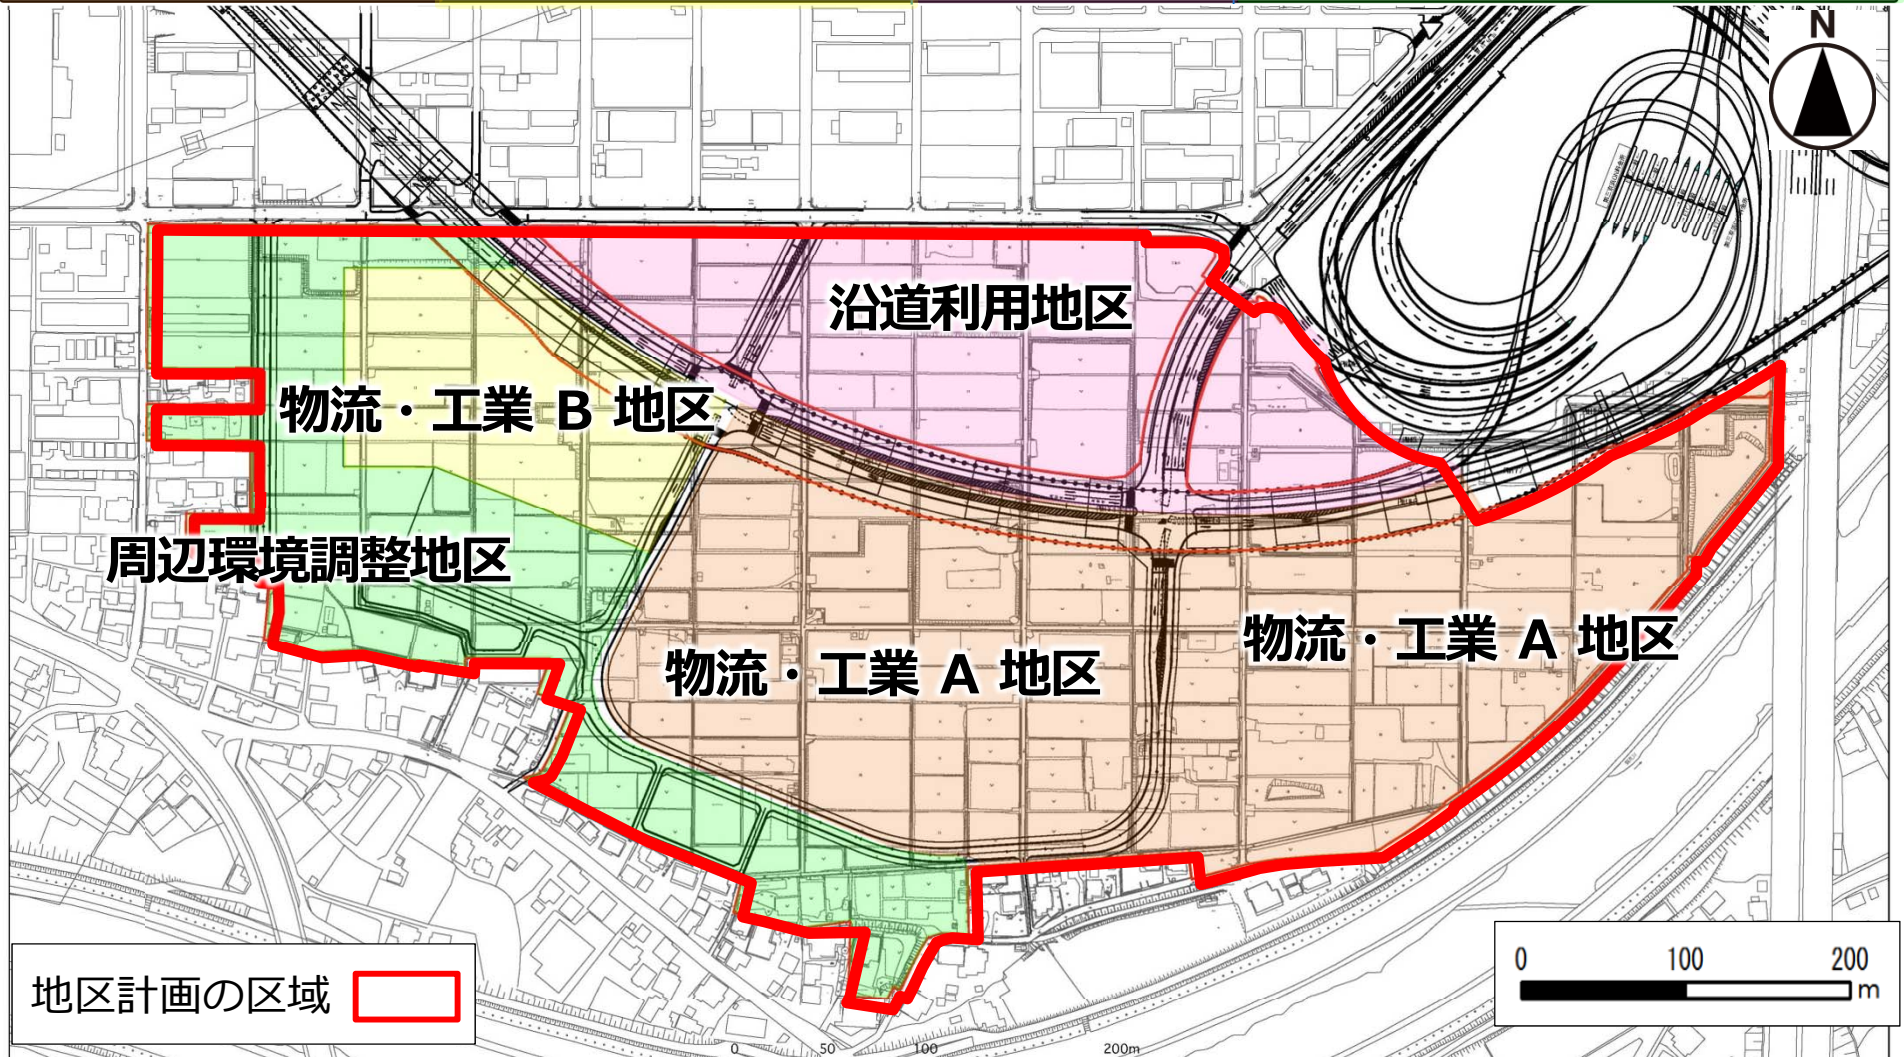 N
沿道利用地区
物流・工業 B 地区
周辺環境調整地区
物流・工業 A 地区
物流・工業 A 地区
地区計画の区域
0 100 200
m
0 50 100 200m